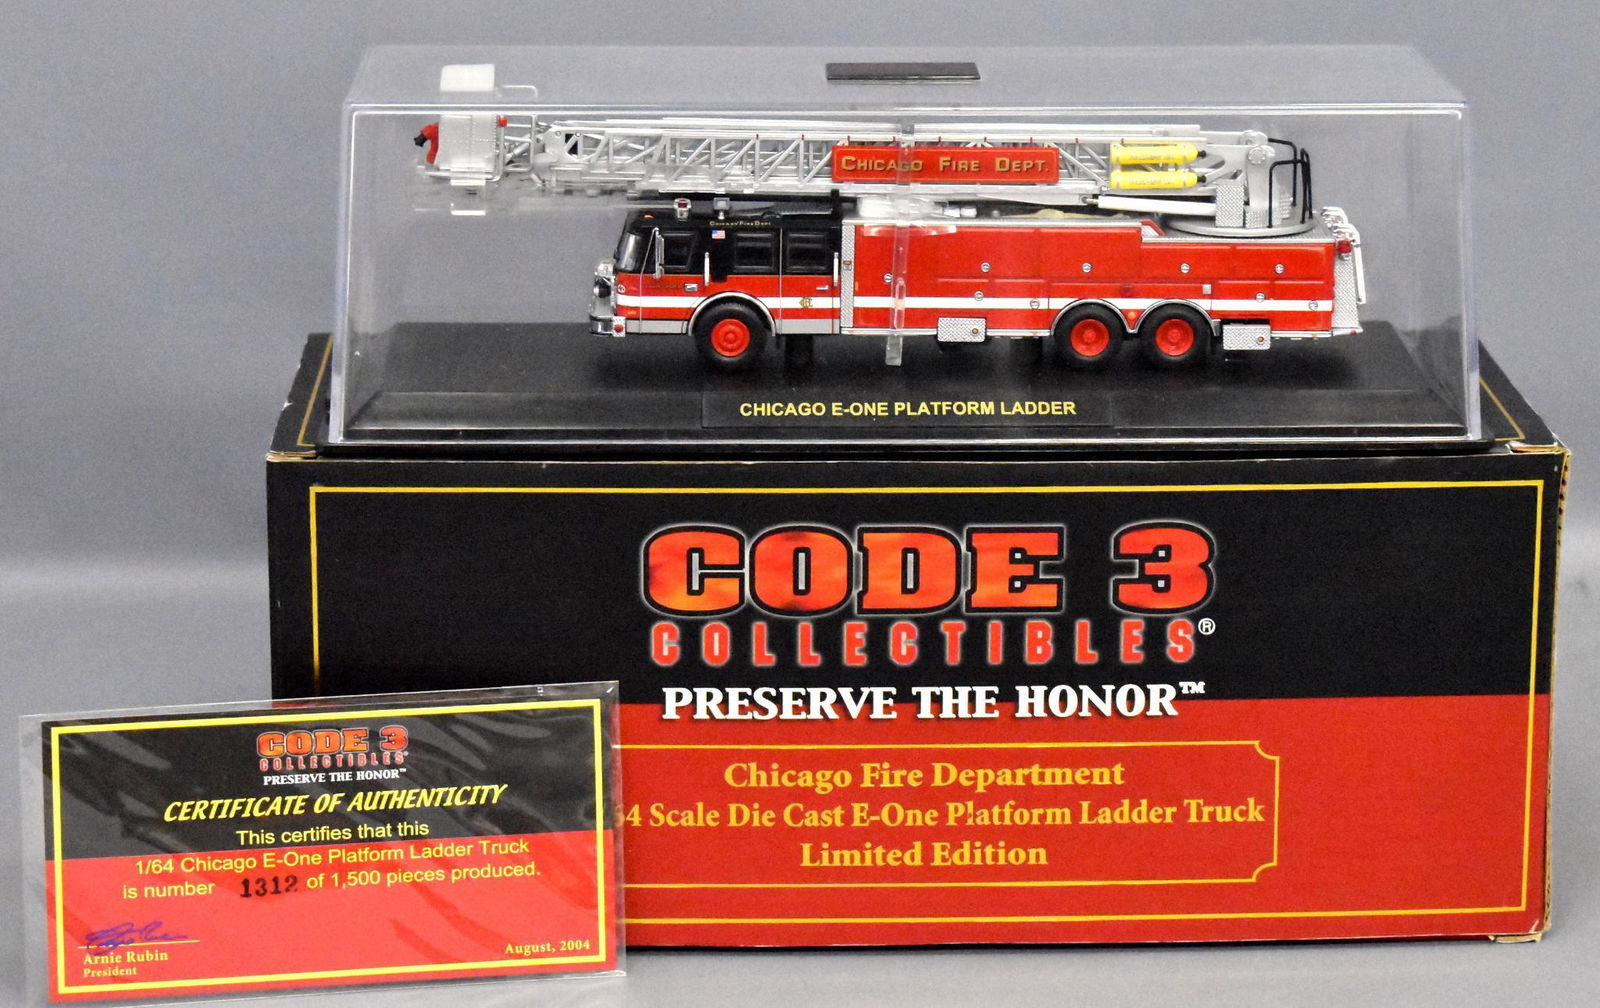 CHICAGO FIRE DEPT.
CHICAGO FIRE DEPT
CHICAGO E-ONE PLATFORM LADDER
CODE 3
COLLECTIBLES®
PRESERVE THE HONOR™
Chicago Fire Department
64 Scale Die Cast E-One Platform Ladder Truck
Limited Edition
CODE 3
COLLECTIBLES®
PRESERVE THE HONOR™
CERTIFICATE OF AUTHENTICITY
This certifies that this
1/64 Chicago E-One Platform Ladder Truck
is number 1312 of 1,500 pieces produced.
Arnie Rubin
President
August, 2004